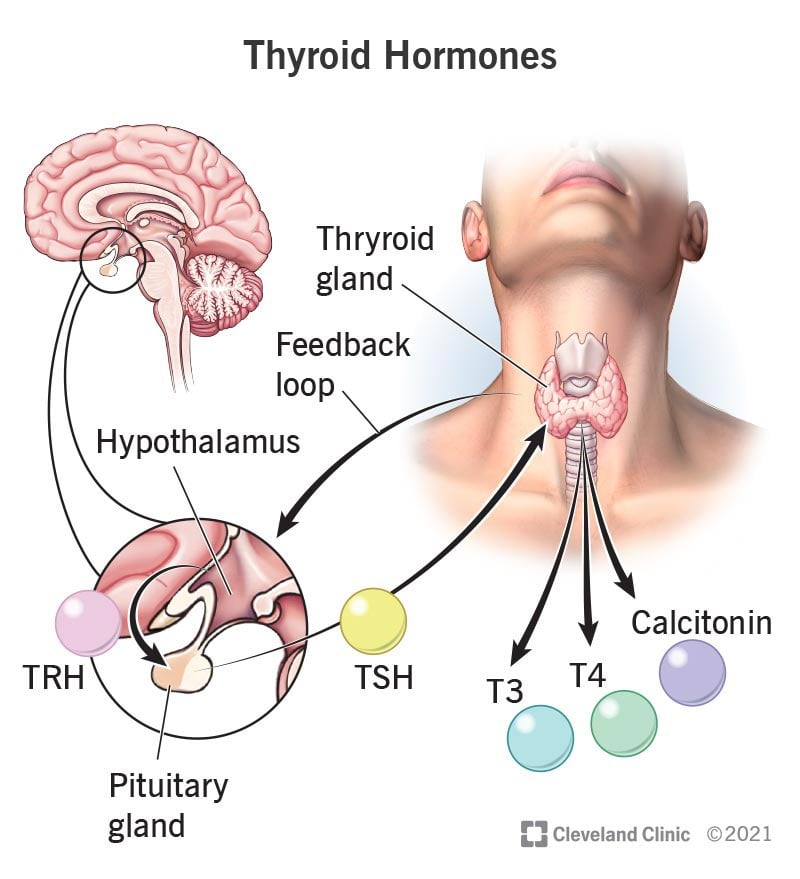 Thyroid Hormones
Thryroid
gland
Feedback
loop
Hypothalamus
TRH
TSH
Calcitonin
T4
T3
Pituitary
gland
Cleveland Clinic ©2021